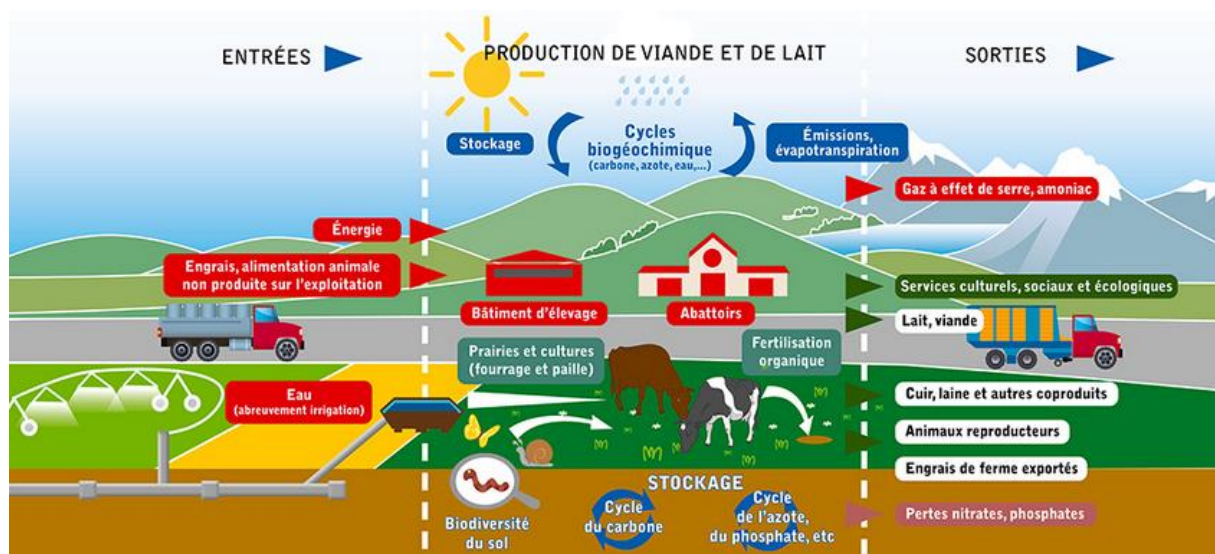 ENTRÉES
PRODUCTION DE VIANDE ET DE LAIT
SORTIES
Stockage
Cycles
biogéochimique
(carbone, azote, eau,...)
Émissions,
évapotranspiration
Gaz à effet de serre, amoniac
Énergie
Engrais, alimentation animale
non produite sur l'exploitation
Bâtiment d'élevage
Abattoirs
Services culturels, sociaux et écologiques
Lait, viande
Prairies et cultures
(fourrage et paille)
Fertilisation
organique
Eau
(abreuvement irrigation)
Cuir, laine et autres coproduits
Animaux reproducteurs
Engrais de ferme exportés
STOCKAGE
Biodiversité
du sol
Cycle
du carbone
Cycle
de l'azote,
du phosphate, etc
Pertes nitrates, phosphates